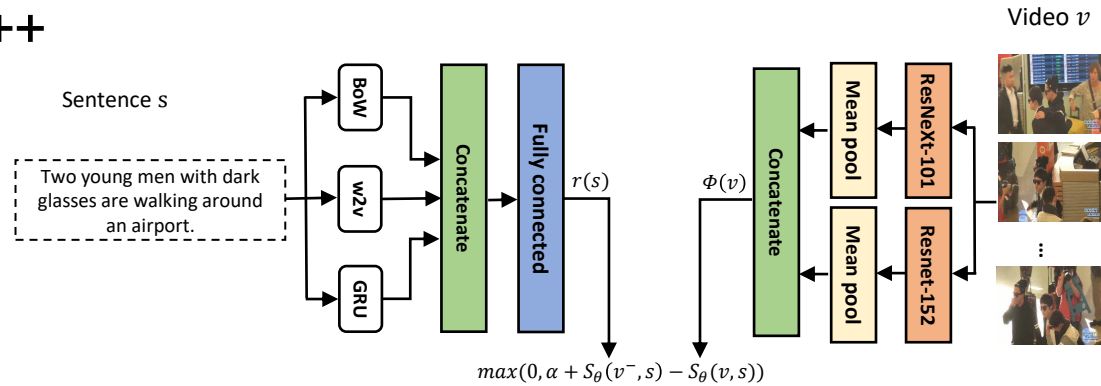 ++
Video v
Sentence s
Two young men with dark
glasses are walking around
an airport.
BoW
w2v
GRU
Concatenate
Fully connected
r(s)
Φ(v)
Concatenate
Mean pool
Mean pool
ResNeXt-101
Resnet-152
...
max(0, α + S_θ(v⁻, s) − S_θ(v, s))